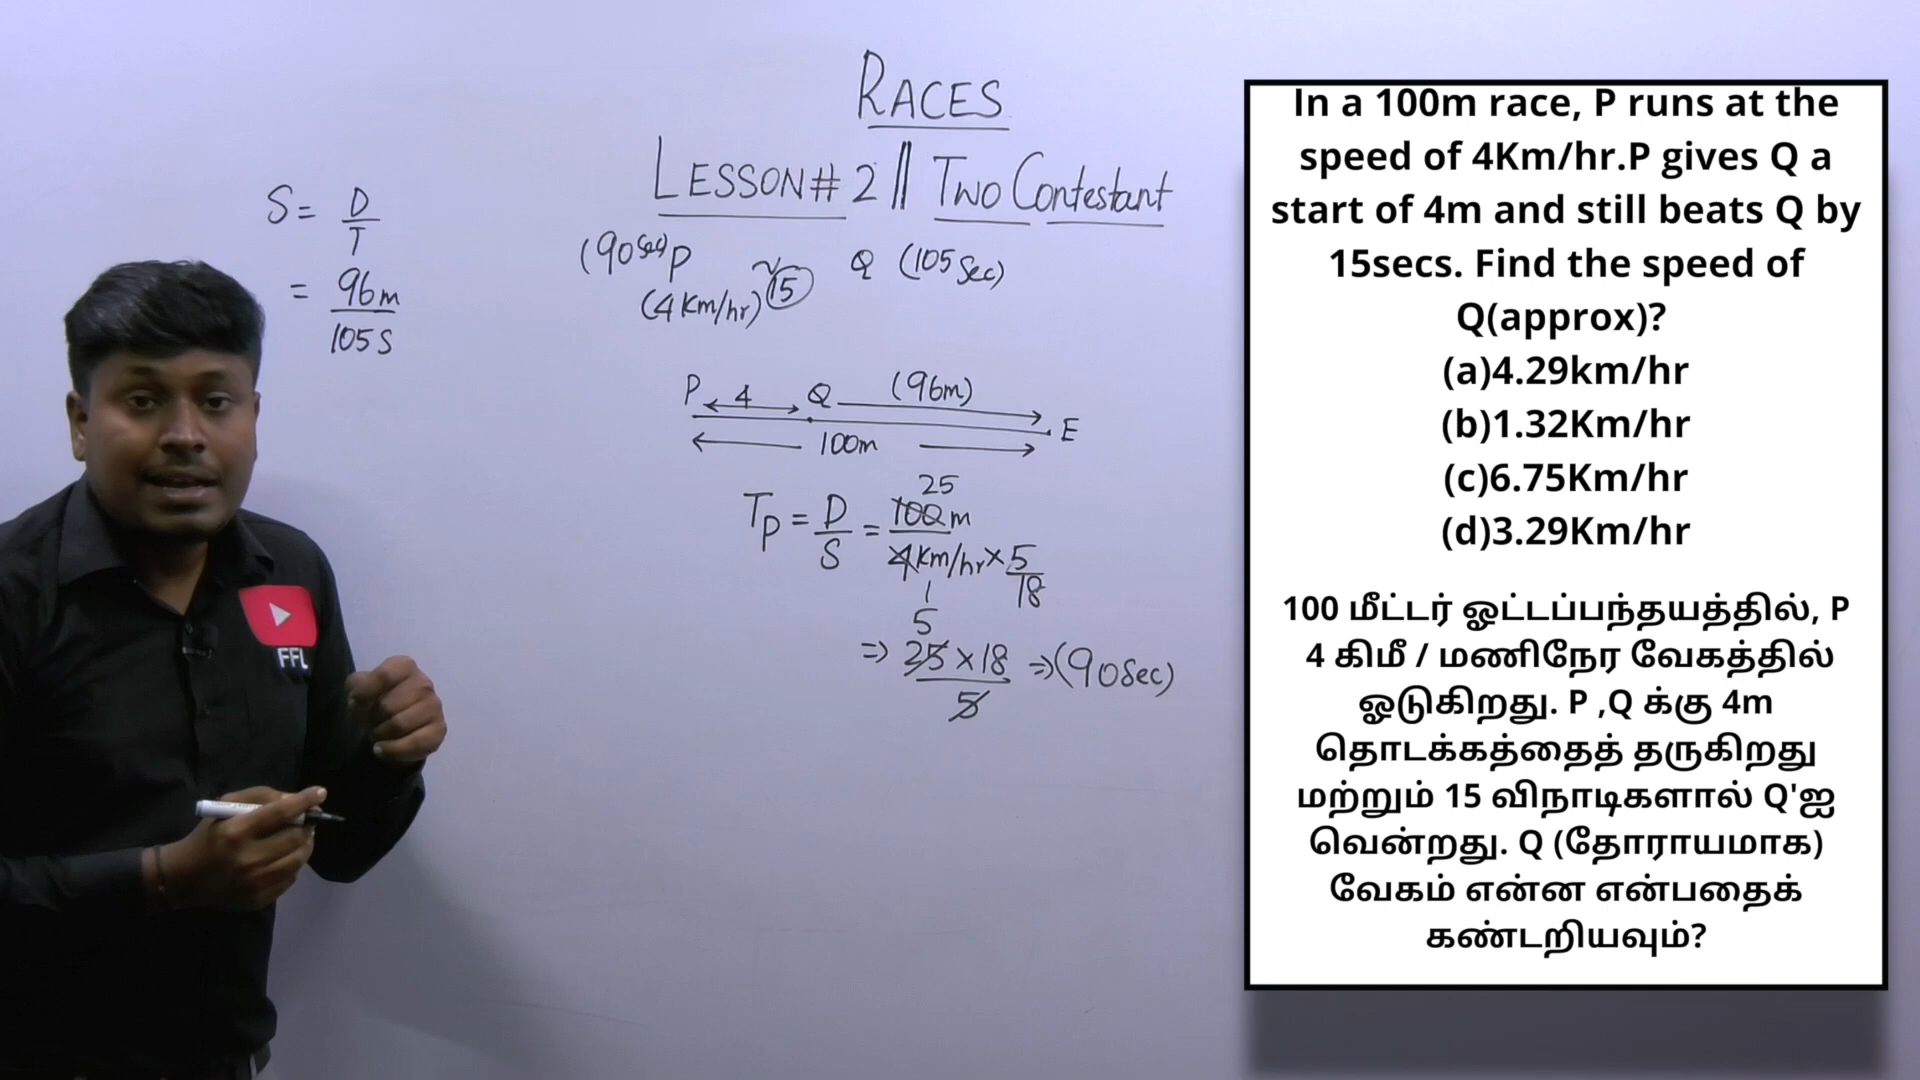 RACES
LESSON# 2 || TWO Contestant
S= D
T
= 96m
105 S
(90sec)P
Q (105 Sec)
(4 Km/hr)
15
P
4
Q
(96m)
E
100m
25
Tp = D = 100m
S 4km/hr × 5
18
1
5
=> 25 × 18 => (90sec)
5
FFL
In a 100m race, P runs at the
speed of 4Km/hr.P gives Q a
start of 4m and still beats Q by
15secs. Find the speed of
Q(approx)?
(a)4.29km/hr
(b)1.32Km/hr
(c)6.75Km/hr
(d)3.29Km/hr
100 மீட்டர் ஓட்டப்பந்தயத்தில், P
4 கிமீ / மணிநேர வேகத்தில்
ஓடுகிறது. P ,Q க்கு 4m
தொடக்கத்தைத் தருகிறது
மற்றும் 15 விநாடிகளால் Q'ஐ
வென்றது. Q (தோராயமாக)
வேகம் என்ன என்பதைக்
கண்டறியவும்?